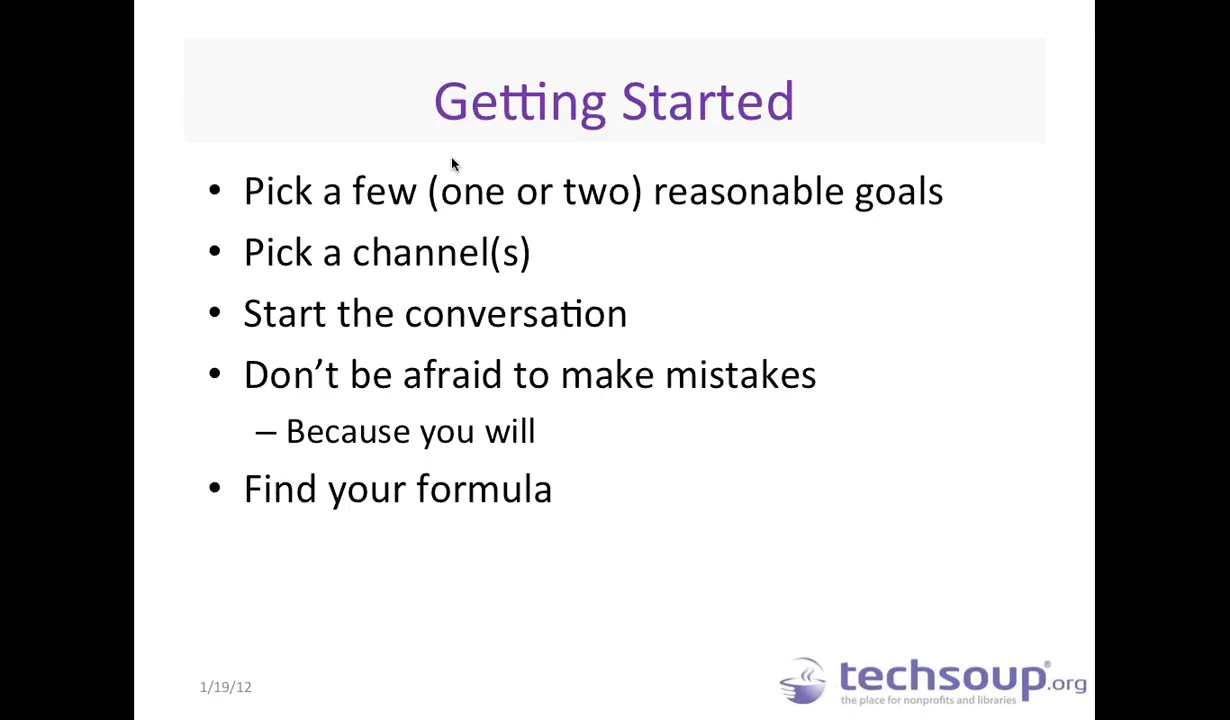 Getting Started
• Pick a few (one or two) reasonable goals
• Pick a channel(s)
• Start the conversation
• Don’t be afraid to make mistakes
– Because you will
• Find your formula
1/19/12
techsoup®.org
the place for nonprofits and libraries